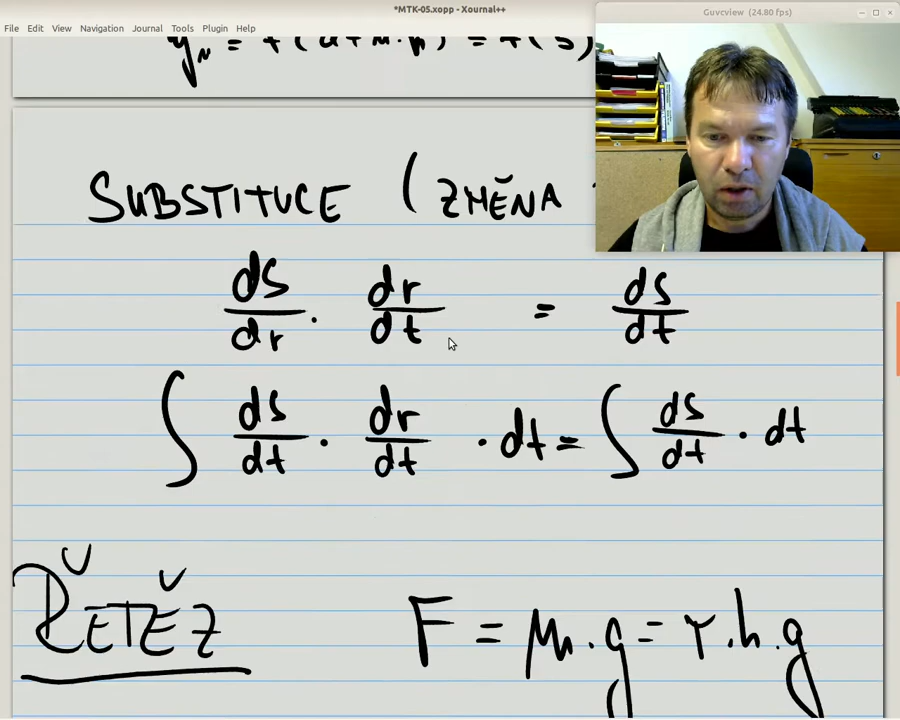 *MTK-05.xopp - Xournal++
Guvcview (24.80 fps)
File Edit View Navigation Journal Tools Plugin Help
SUBSTITUCE (ZMĚNA
ds/dr · dr/dt = ds/dt
∫ ds/dt · dr/dt · dt = ∫ ds/dt · dt
ŘETĚZ
F = m.g = τ.h.g